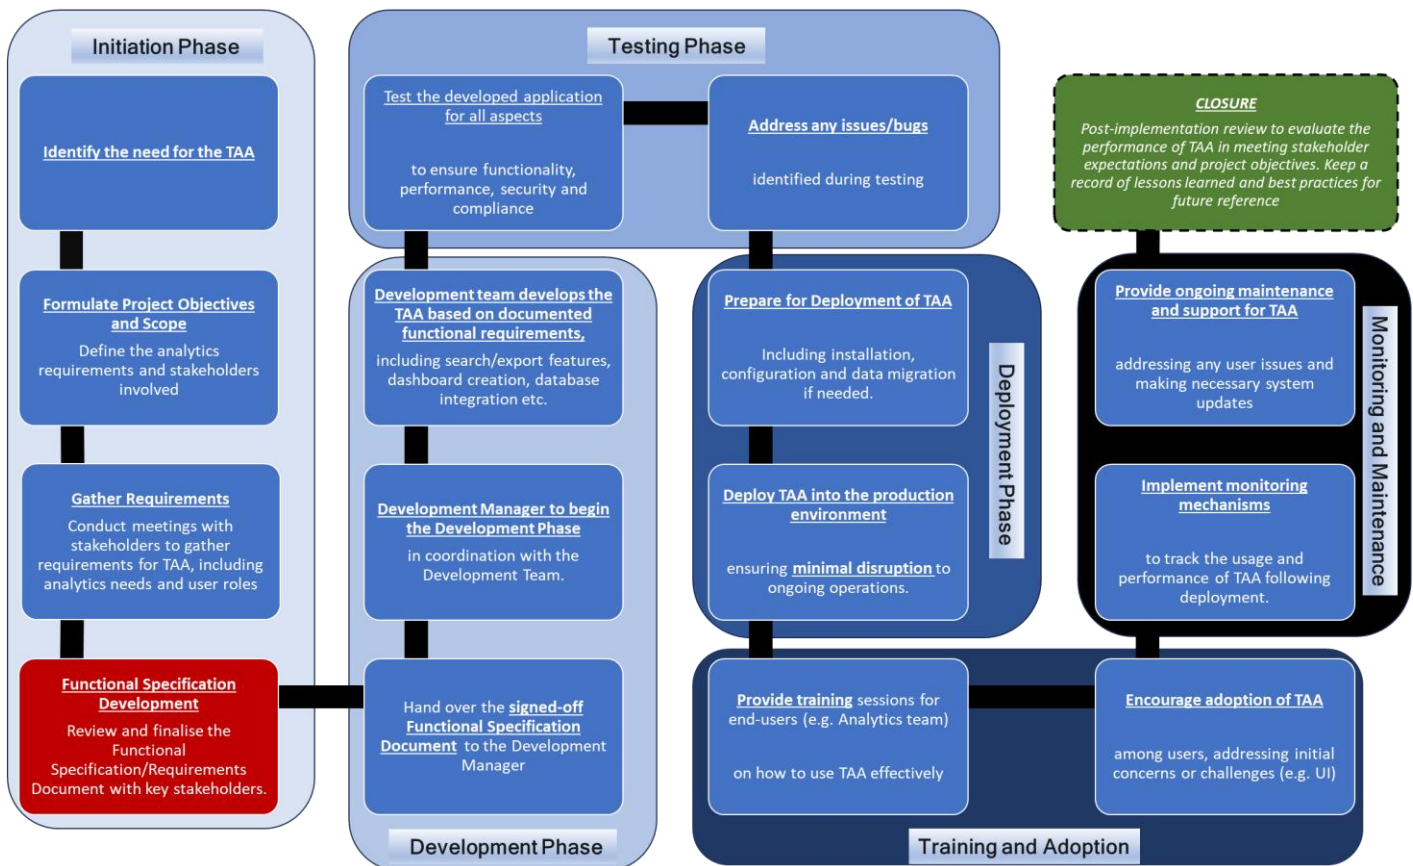 Initiation Phase
Identify the need for the TAA
Formulate Project Objectives
and Scope
Define the analytics
requirements and stakeholders
involved
Gather Requirements
Conduct meetings with
stakeholders to gather
requirements for TAA, including
analytics needs and user roles
Functional Specification
Development
Review and finalise the
Functional
Specification/Requirements
Document with key stakeholders.
Hand over the signed-off
Functional Specification
Document to the Development
Manager
Development Manager to begin
the Development Phase
in coordination with the
Development Team.
Development team develops the
TAA based on documented
functional requirements,
including search/export features,
dashboard creation, database
integration etc.
Development Phase
Testing Phase
Test the developed application
for all aspects
to ensure functionality,
performance, security and
compliance
Address any issues/bugs
identified during testing
Prepare for Deployment of TAA
Including installation,
configuration and data migration
if needed.
Deploy TAA into the production
environment
ensuring minimal disruption to
ongoing operations.
Deployment Phase
Provide training sessions for
end-users (e.g. Analytics team)
on how to use TAA effectively
Encourage adoption of TAA
among users, addressing initial
concerns or challenges (e.g. UI)
Training and Adoption
Implement monitoring
mechanisms
to track the usage and
performance of TAA following
deployment.
Provide ongoing maintenance
and support for TAA
addressing any user issues and
making necessary system
updates
Monitoring and Maintenance
CLOSURE
Post-implementation review to evaluate the
performance of TAA in meeting stakeholder
expectations and project objectives. Keep a
record of lessons learned and best practices for
future reference